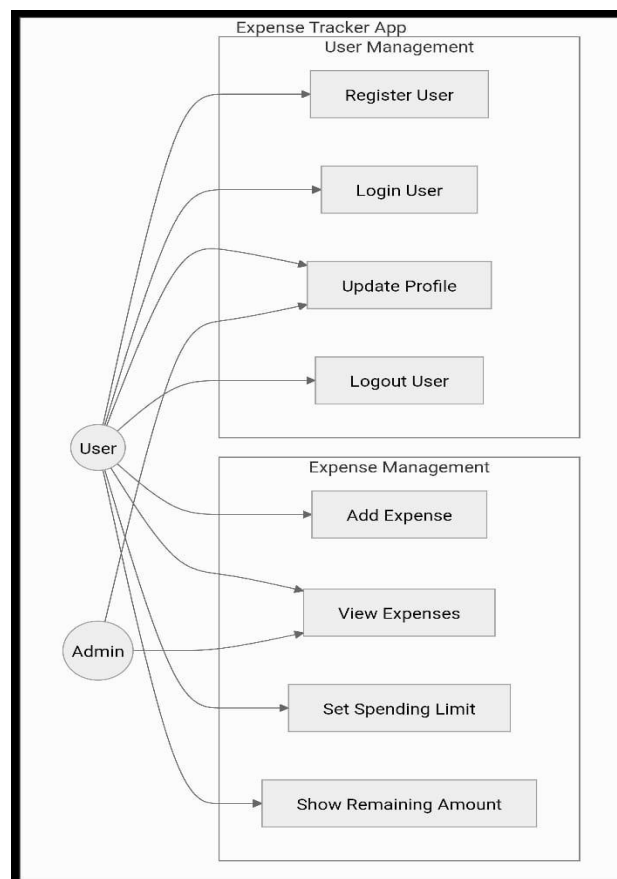 Expense Tracker App
User Management
Register User
Login User
Update Profile
Logout User
User
Expense Management
Add Expense
View Expenses
Admin
Set Spending Limit
Show Remaining Amount